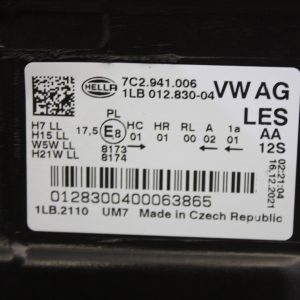 HELLA 7C2.941.006 VW AG
1LB 012.830-04 LES
PL
H7 LL 17,5 E8 HC HR RL A 1a AA
H15 LL 01 01 00 02 01 12S
W5W LL 8173
H21W LL 8174
02:21:04
16.12.2021
01283000400063865
1LB.2110 UM7 Made in Czech Republic